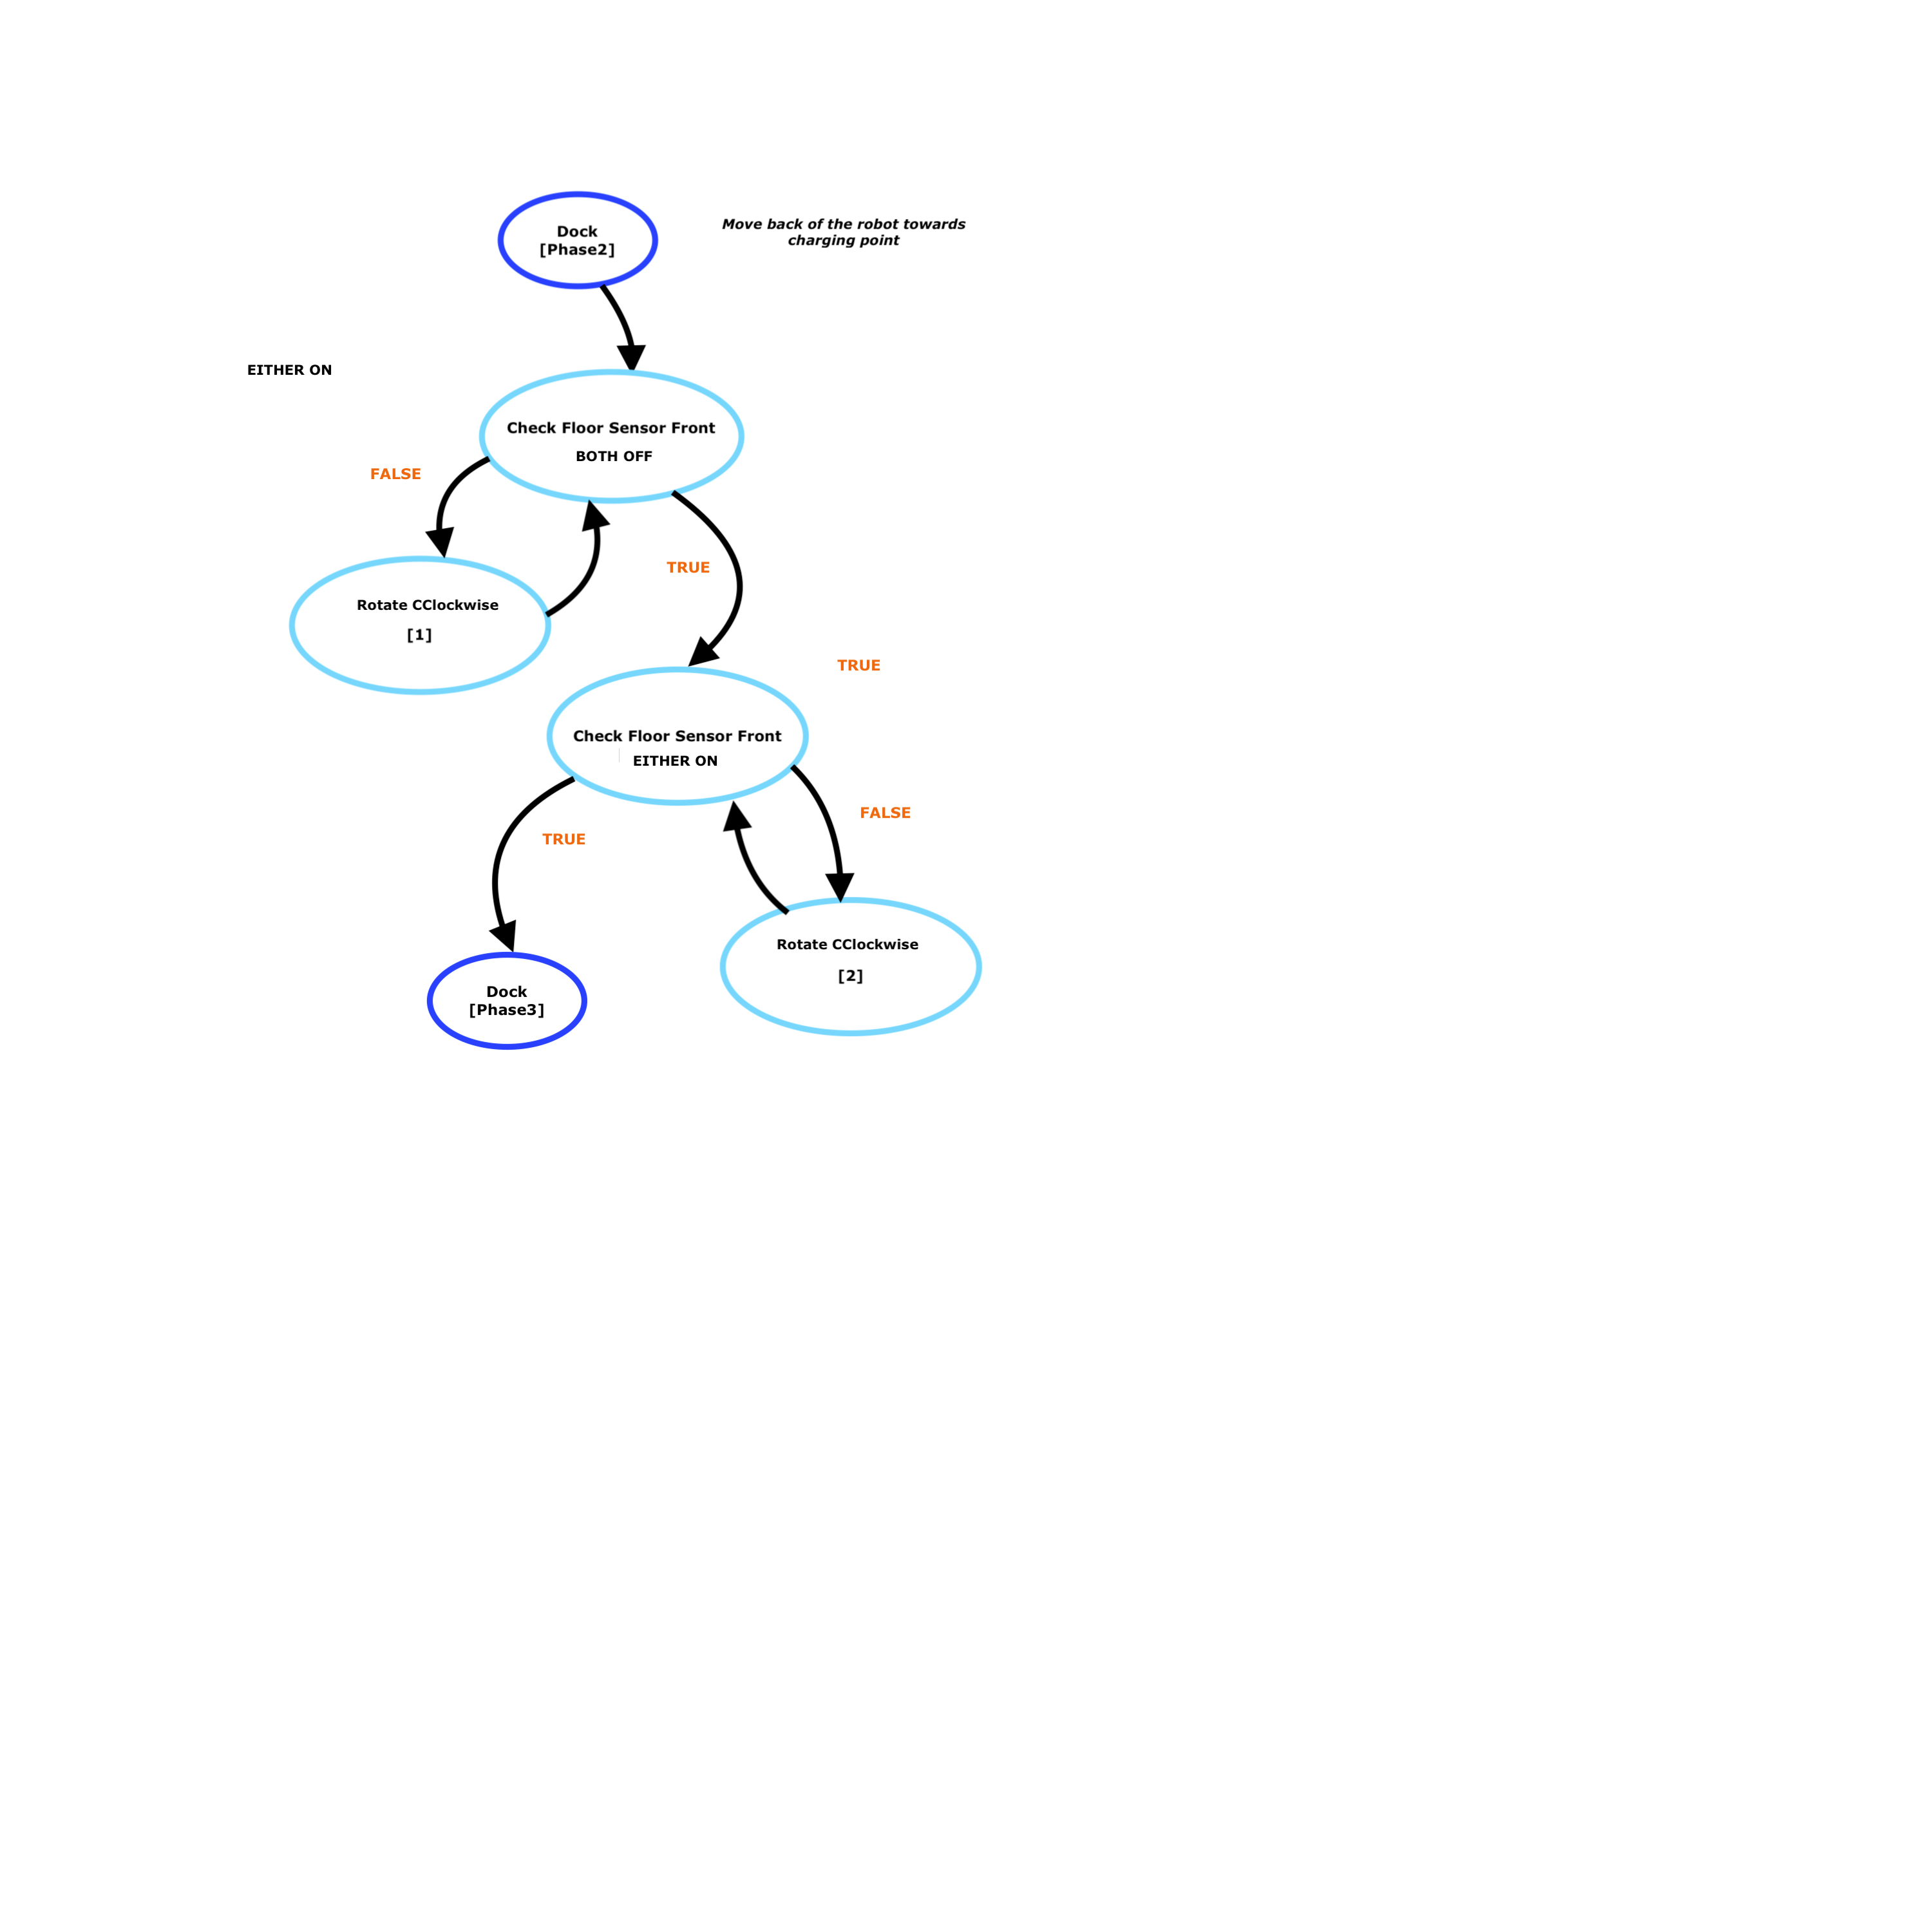 Dock
[Phase2]
Move back of the robot towards
charging point
EITHER ON
Check Floor Sensor Front
BOTH OFF
FALSE
TRUE
Rotate CClockwise
[1]
TRUE
Check Floor Sensor Front
EITHER ON
FALSE
TRUE
Rotate CClockwise
[2]
Dock
[Phase3]